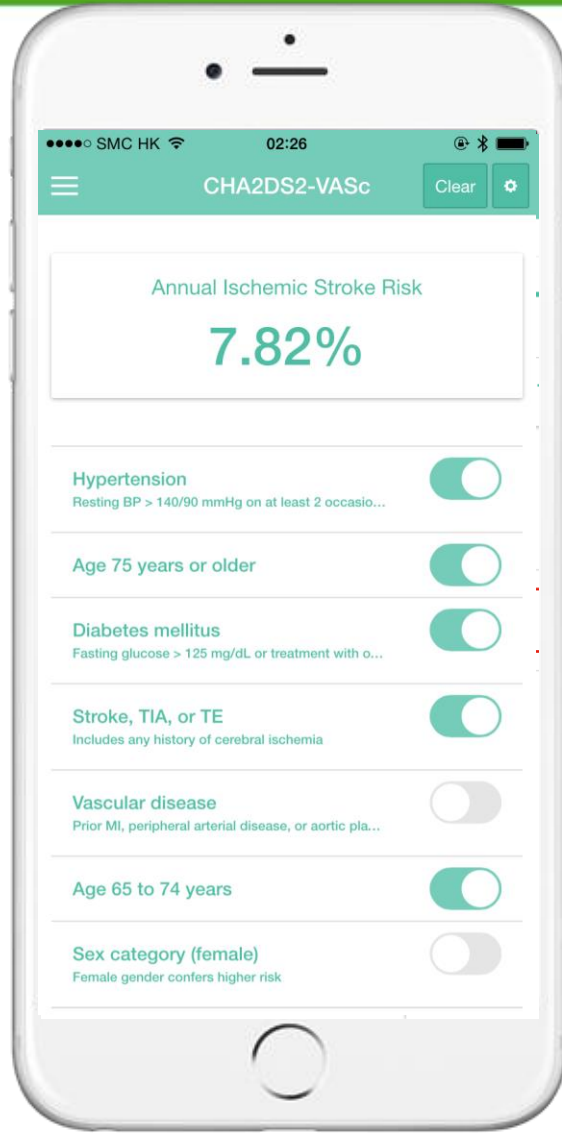 SMC HK 02:26
CHA2DS2-VASc Clear
Annual Ischemic Stroke Risk
7.82%
Hypertension
Resting BP > 140/90 mmHg on at least 2 occasio...
Age 75 years or older
Diabetes mellitus
Fasting glucose > 125 mg/dL or treatment with o...
Stroke, TIA, or TE
Includes any history of cerebral ischemia
Vascular disease
Prior MI, peripheral arterial disease, or aortic pla...
Age 65 to 74 years
Sex category (female)
Female gender confers higher risk